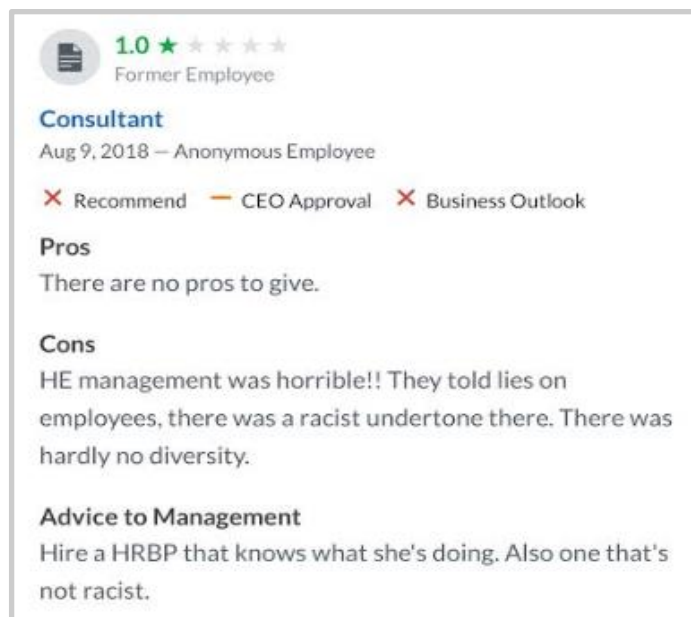 1.0
Former Employee
Consultant
Aug 9, 2018 — Anonymous Employee
Recommend CEO Approval Business Outlook
Pros
There are no pros to give.
Cons
HE management was horrible!! They told lies on
employees, there was a racist undertone there. There was
hardly no diversity.
Advice to Management
Hire a HRBP that knows what she's doing. Also one that's
not racist.